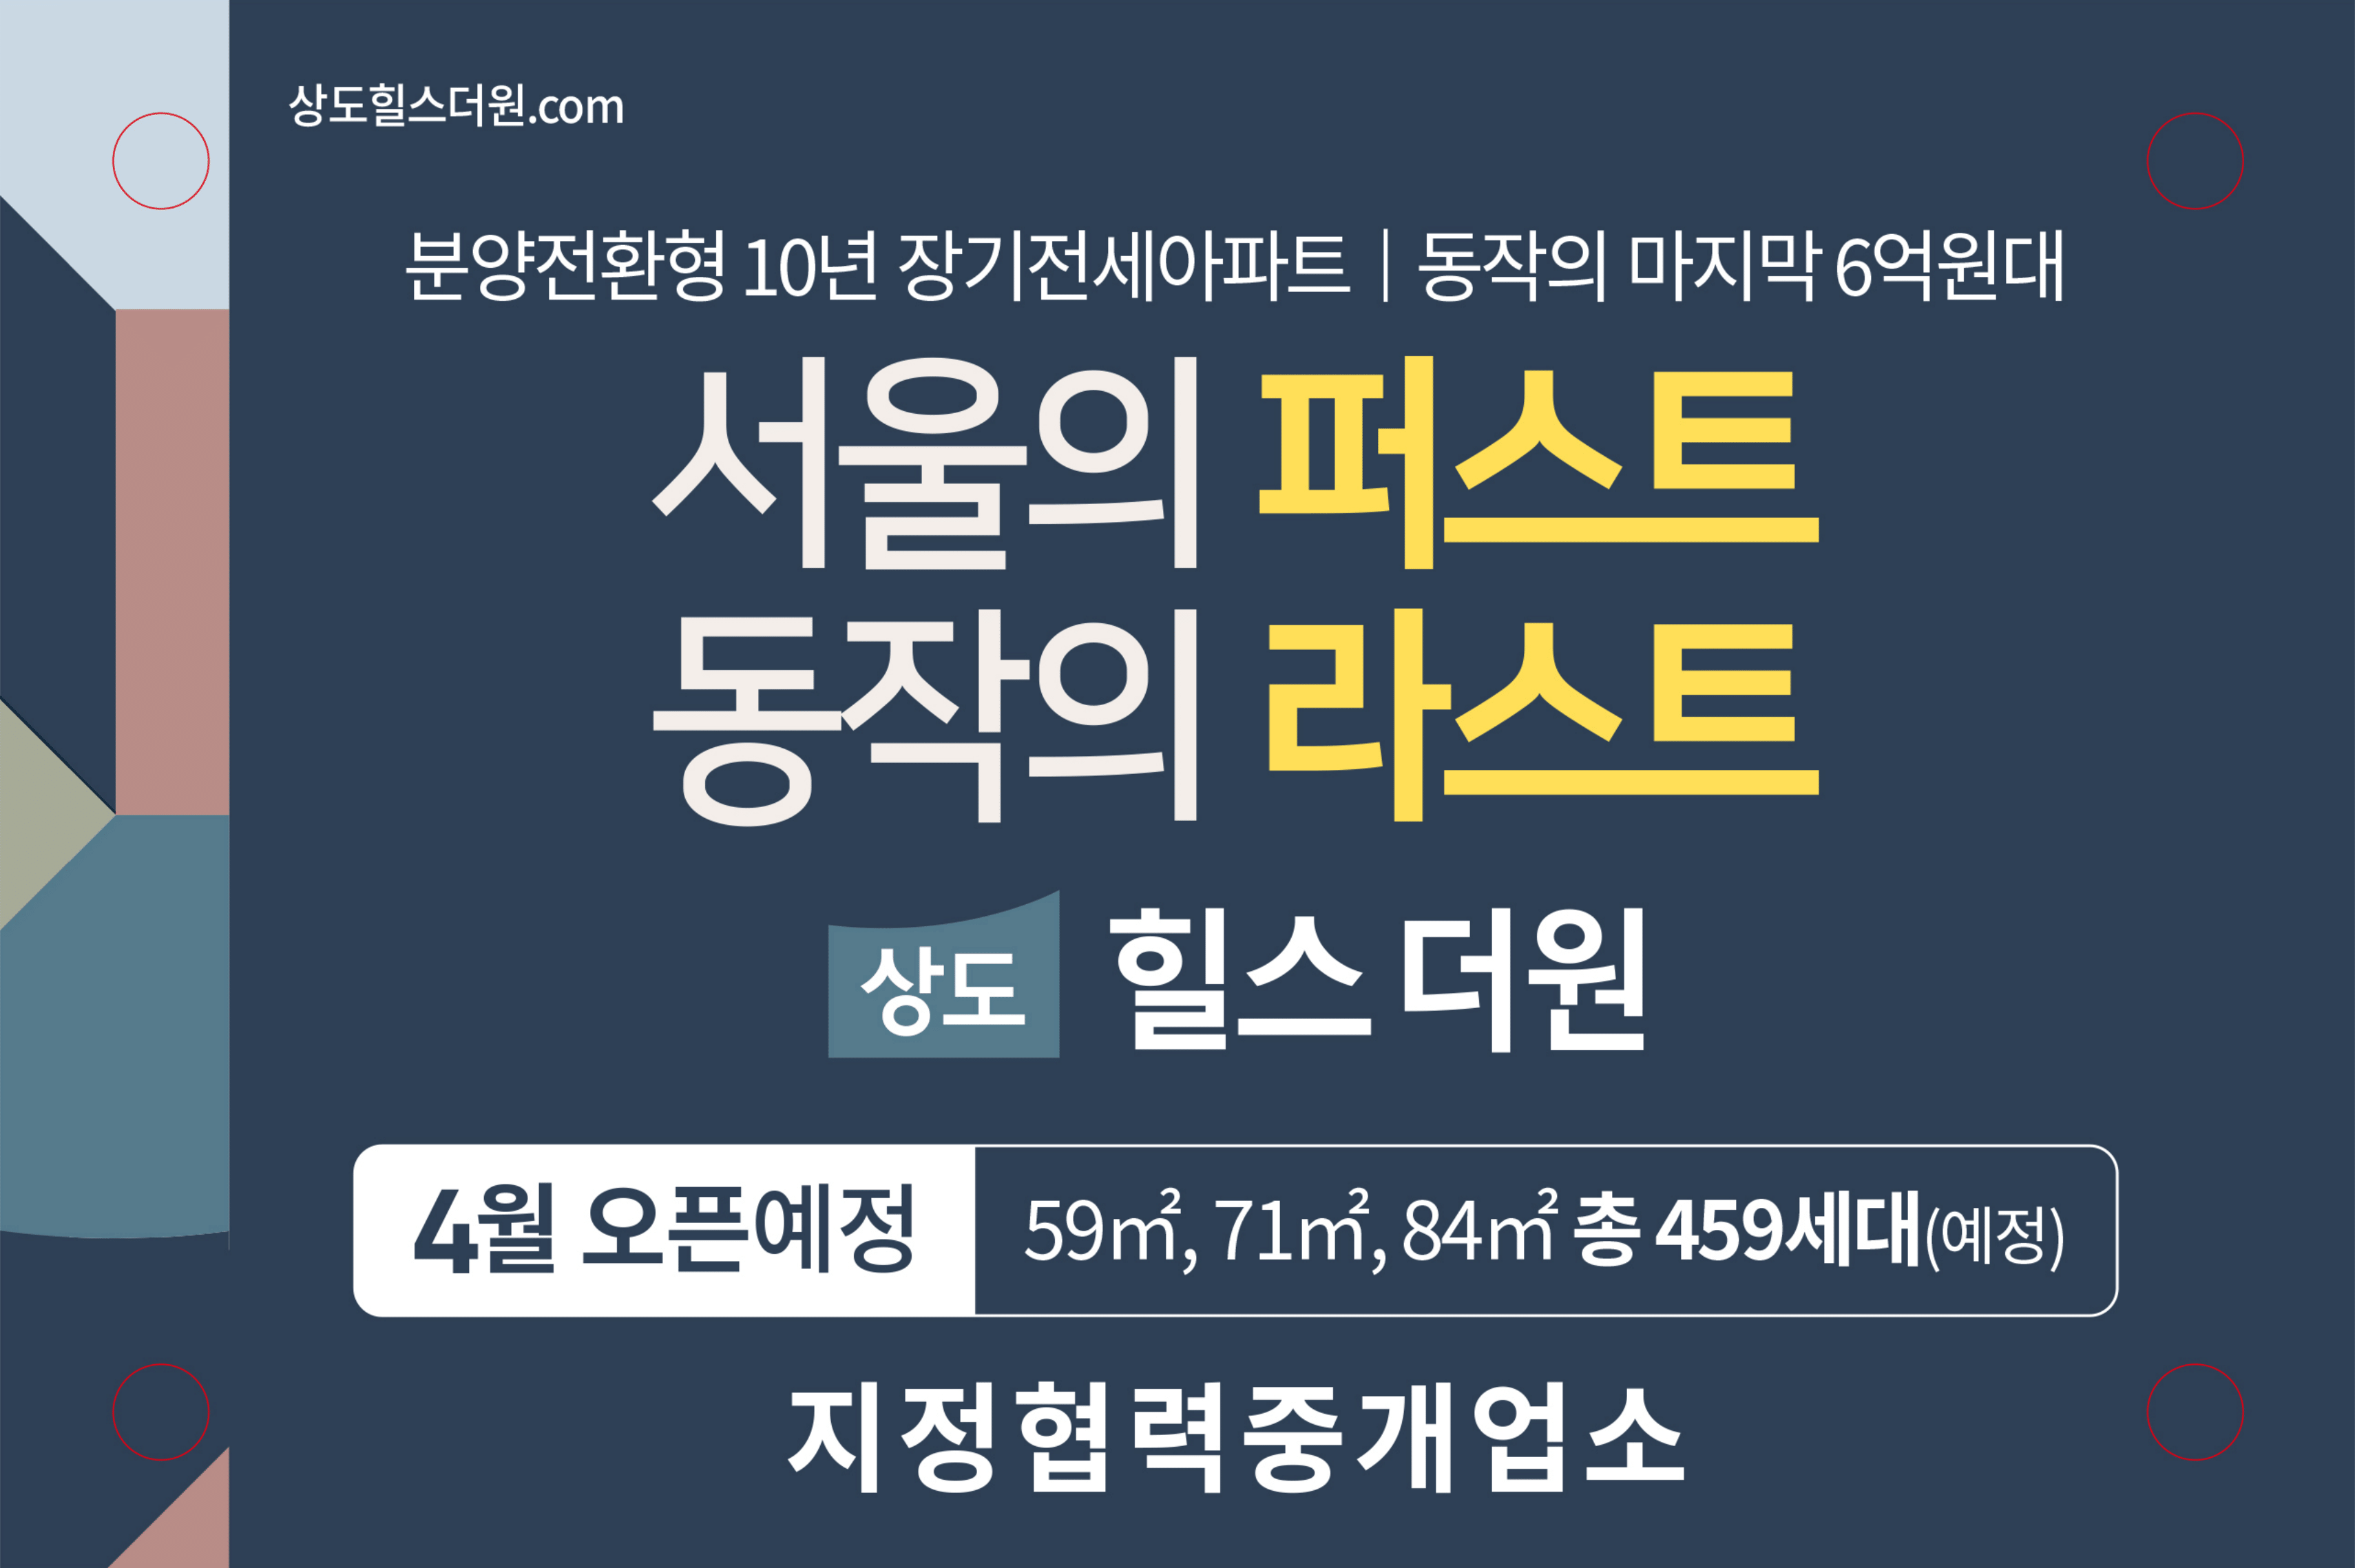 상도힐스더원.com
분양전환형 10년 장기전세아파트 | 동작의 마지막 6억원대
서울의 퍼스트
동작의 라스트
상도 힐스 더원
4월 오픈예정 59m², 71m², 84m² 총 459세대(예정)
지정협력중개업소